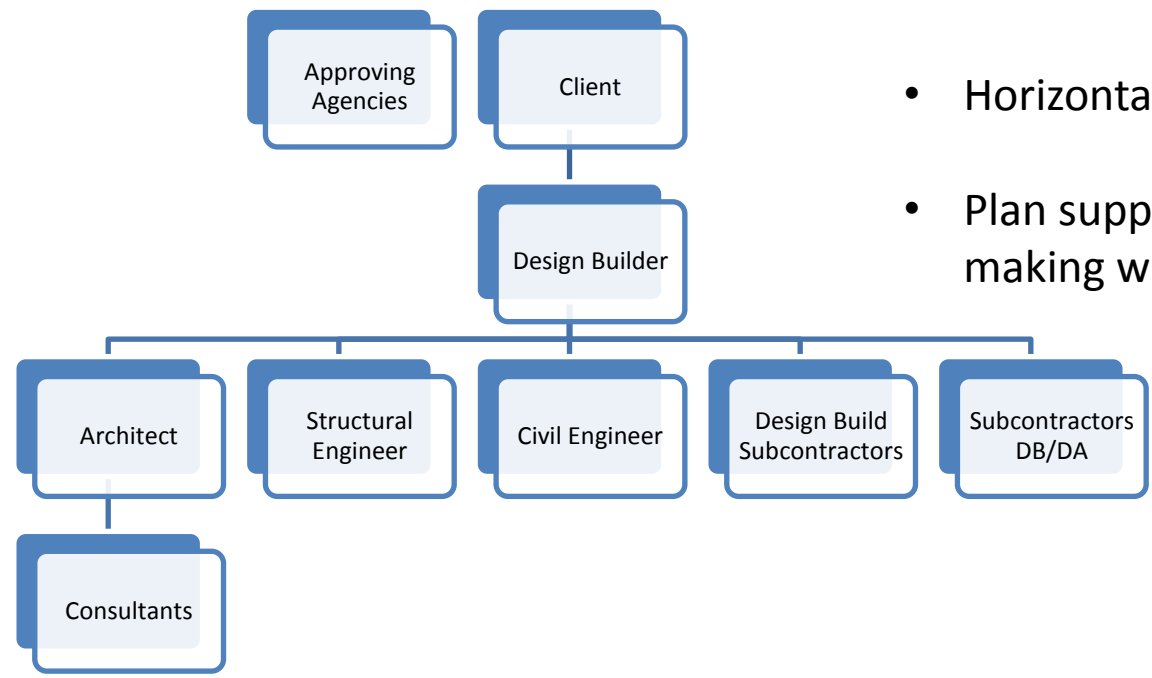 Approving
Agencies
Client
Design Builder
Architect
Structural
Engineer
Civil Engineer
Design Build
Subcontractors
Subcontractors
DB/DA
Consultants
• Horizonta
• Plan supp
making w